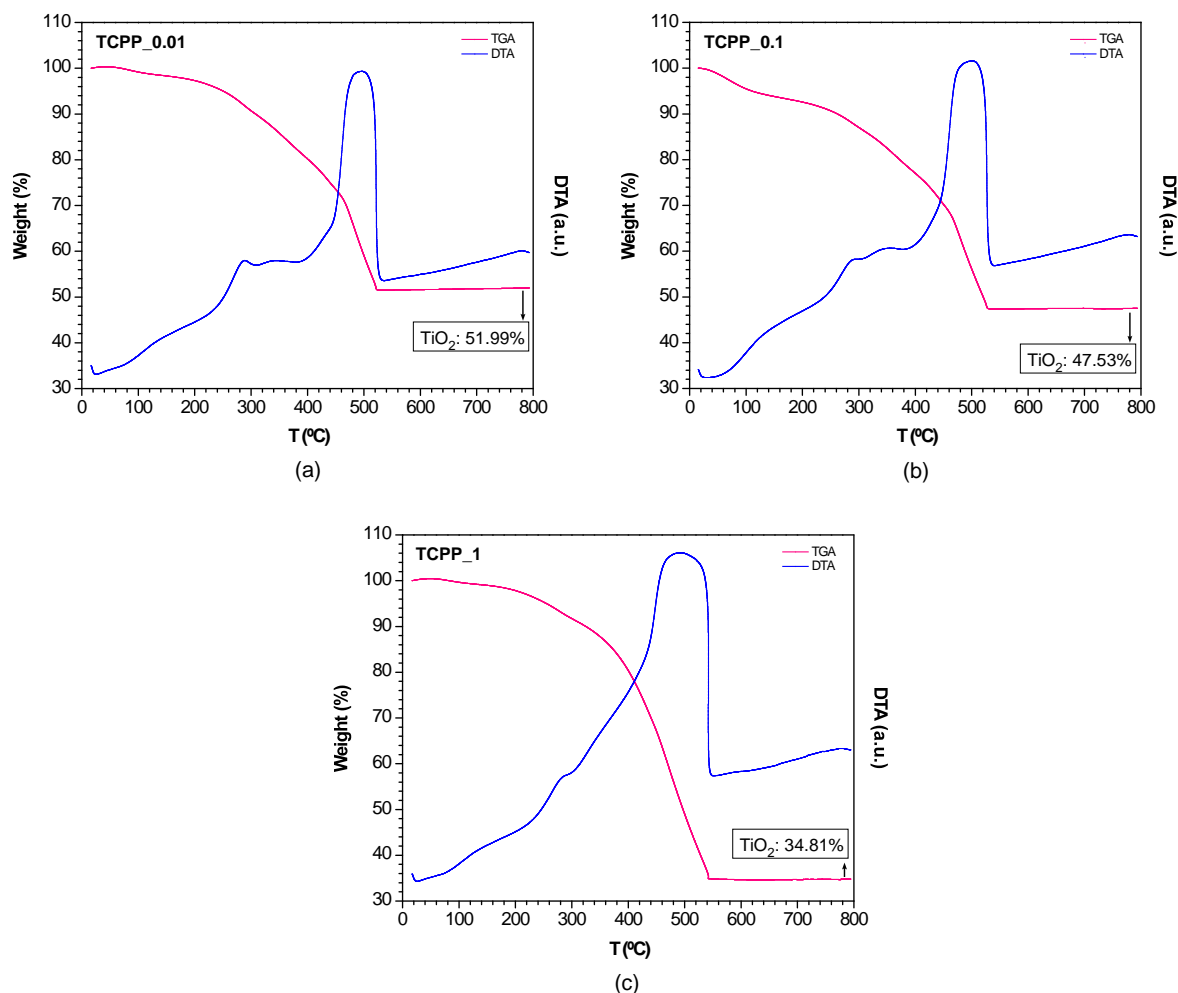 TCPP_0.01
TGA
DTA
110
100
90
80
70
60
50
40
30
Weight (%)
DTA (a.u.)
TiO2: 51.99%
0 100 200 300 400 500 600 700 800
T (ºC)
(a)
TCPP_0.1
TGA
DTA
110
100
90
80
70
60
50
40
30
Weight (%)
DTA (a.u.)
TiO2: 47.53%
0 100 200 300 400 500 600 700 800
T (ºC)
(b)
TCPP_1
TGA
DTA
110
100
90
80
70
60
50
40
30
Weight (%)
DTA (a.u.)
TiO2: 34.81%
0 100 200 300 400 500 600 700 800
T (ºC)
(c)